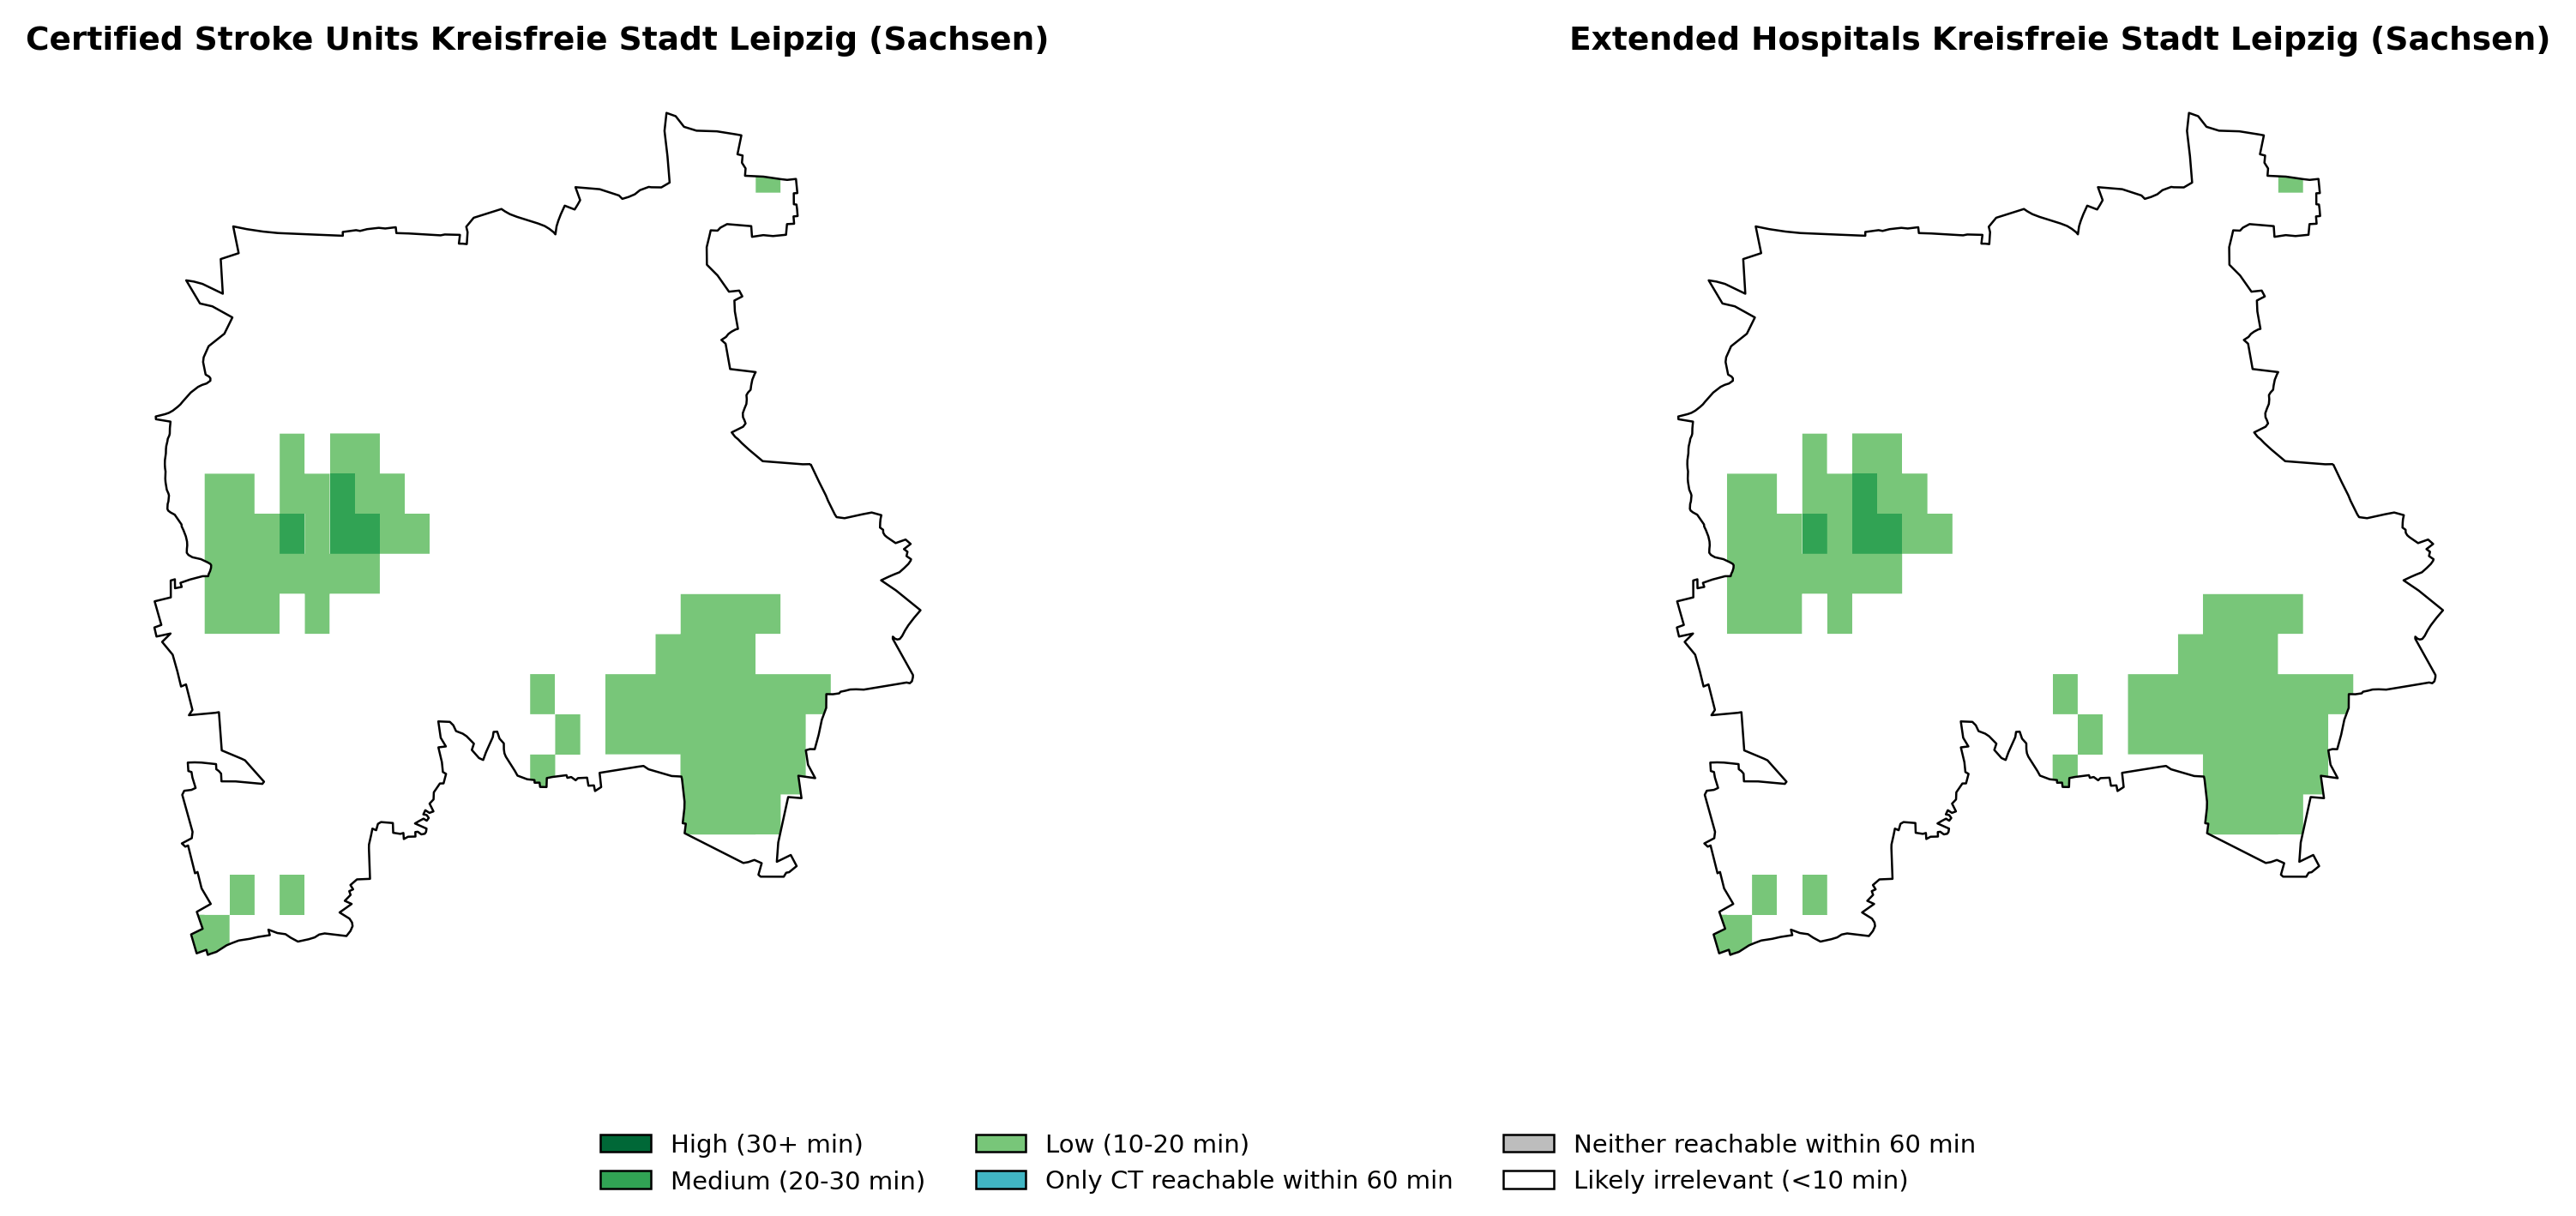 Certified Stroke Units Kreisfreie Stadt Leipzig (Sachsen)
Extended Hospitals Kreisfreie Stadt Leipzig (Sachsen)
High (30+ min)
Medium (20-30 min)
Low (10-20 min)
Only CT reachable within 60 min
Neither reachable within 60 min
Likely irrelevant (<10 min)